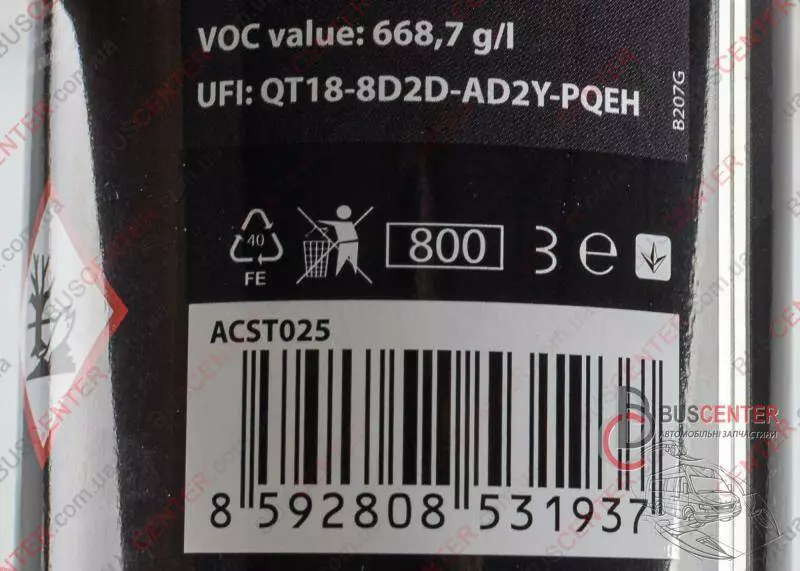 VOC value: 668,7 g/l
UFI: QT18-8D2D-AD2Y-PQEH
B207G
40
FE
800
3 e
ACST025
8 592808 531937
BUSCENTER
АВТОМОБІЛЬНІ ЗАПЧАСТИНИ